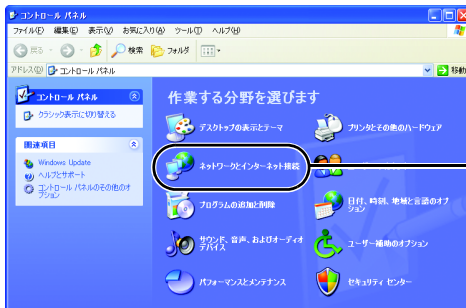 コントロール パネル
ファイル(F) 編集(E) 表示(V) お気に入り(A) ツール(T) ヘルプ(H)
戻る 検索 フォルダ
アドレス(D) コントロール パネル 移動
コントロール パネル
クラシック表示に切り替える
関連項目
Windows Update
ヘルプとサポート
コントロール パネルのその他のオプション
作業する分野を選びます
デスクトップの表示とテーマ
プリンタとその他のハードウェア
ネットワークとインターネット接続
プログラムの追加と削除
日付、時刻、地域と言語のオプション
サウンド、音声、およびオーディオ デバイス
ユーザー補助のオプション
パフォーマンスとメンテナンス
セキュリティ センター